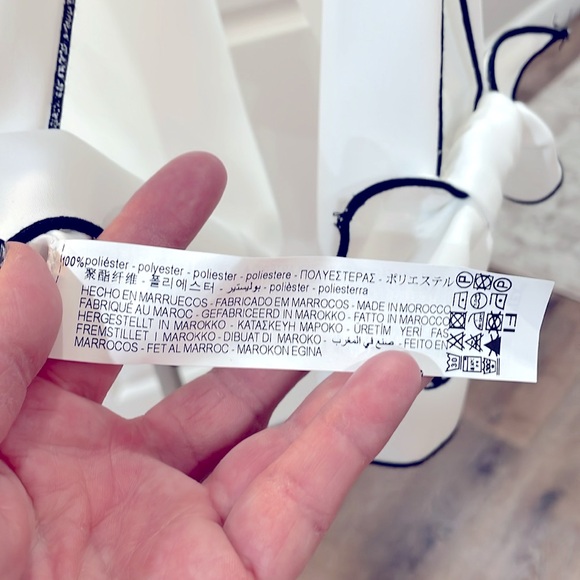 100% poliéster - polyester - poliester - poliestere - ΠΟΛΥΕΣΤΕΡΑΣ - ポリエステル
聚酯纤维 - 폴리에스터 - بوليستير - polièster - poliesterra
HECHO EN MARRUECOS - FABRICADO EM MARROCOS - MADE IN MOROCCO
FABRIQUÉ AU MAROC - GEFABRICEERD IN MAROKKO - FATTO IN MAROCCO
HERGESTELLT IN MAROKKO - ΚΑΤΑΣΚΕΥΗ ΜΑΡΟΚΟ - ÜRETİM YERİ FAS
FREMSTILLET I MAROKKO - DIBUAT DI MAROKO - صنع في المغرب - FEITO EN
MARROCOS - FET AL MARROC - MAROKON EGINA